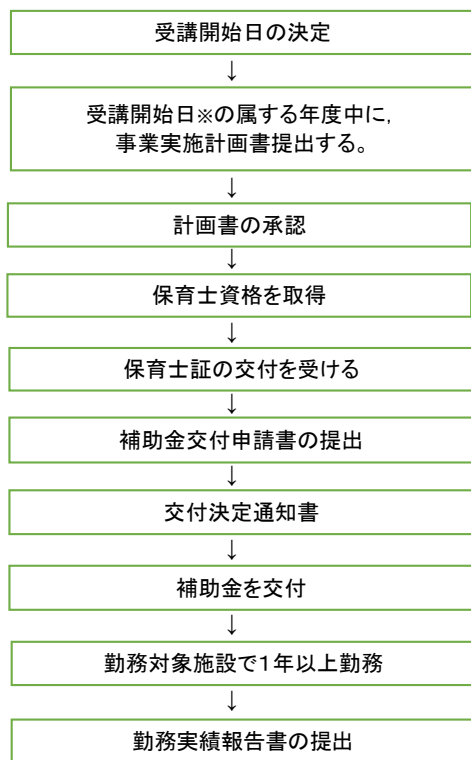 受講開始日の決定
↓
受講開始日※の属する年度中に,
事業実施計画書提出する。
↓
計画書の承認
↓
保育士資格を取得
↓
保育士証の交付を受ける
↓
補助金交付申請書の提出
↓
交付決定通知書
↓
補助金を交付
↓
勤務対象施設で1年以上勤務
↓
勤務実績報告書の提出